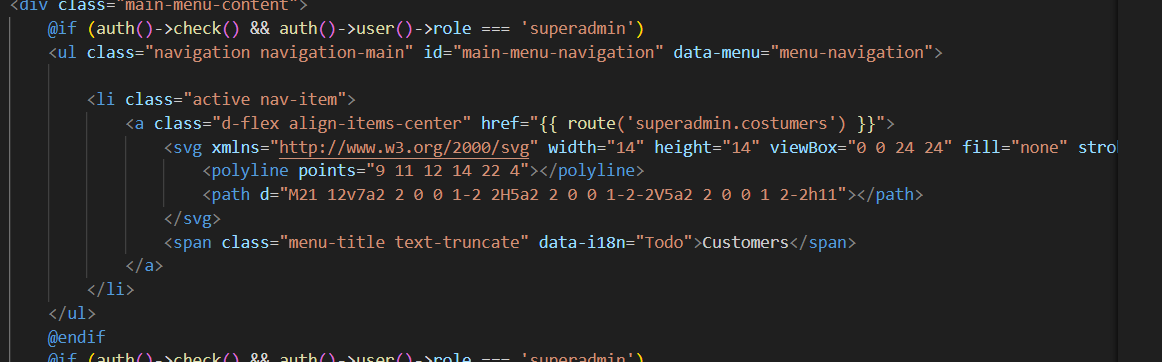 <div class="main-menu-content">
@if (auth()->check() && auth()->user()->role === 'superadmin')
<ul class="navigation navigation-main" id="main-menu-navigation" data-menu="menu-navigation">
<li class="active nav-item">
<a class="d-flex align-items-center" href="{{ route('superadmin.costumers') }}">
<svg xmlns="http://www.w3.org/2000/svg" width="14" height="14" viewBox="0 0 24 24" fill="none" stro
<polyline points="9 11 12 14 22 4"></polyline>
<path d="M21 12v7a2 2 0 0 1-2 2H5a2 2 0 0 1-2-2V5a2 2 0 0 1 2-2h11"></path>
</svg>
<span class="menu-title text-truncate" data-i18n="Todo">Customers</span>
</a>
</li>
</ul>
@endif
@if (auth()->check() && auth()->user()->role === 'superadmin')